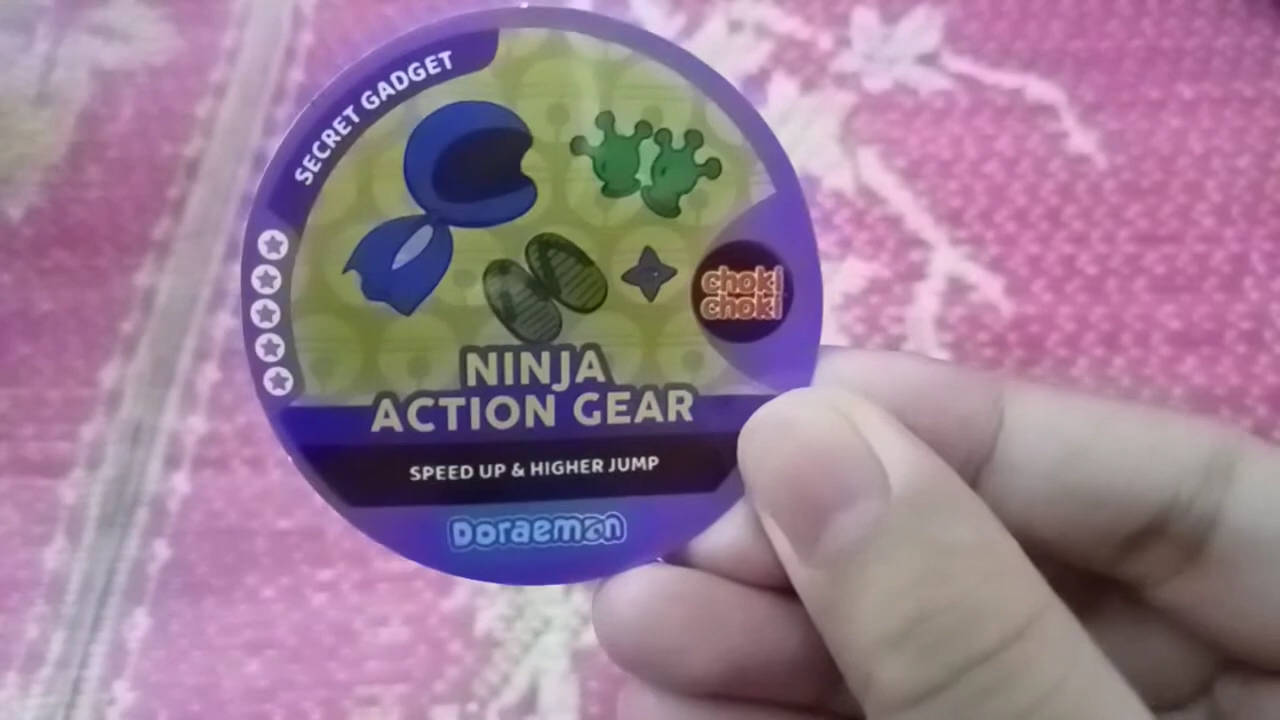 SECRET GADGET
choki
choki
NINJA
ACTION GEAR
SPEED UP & HIGHER JUMP
Doraemon